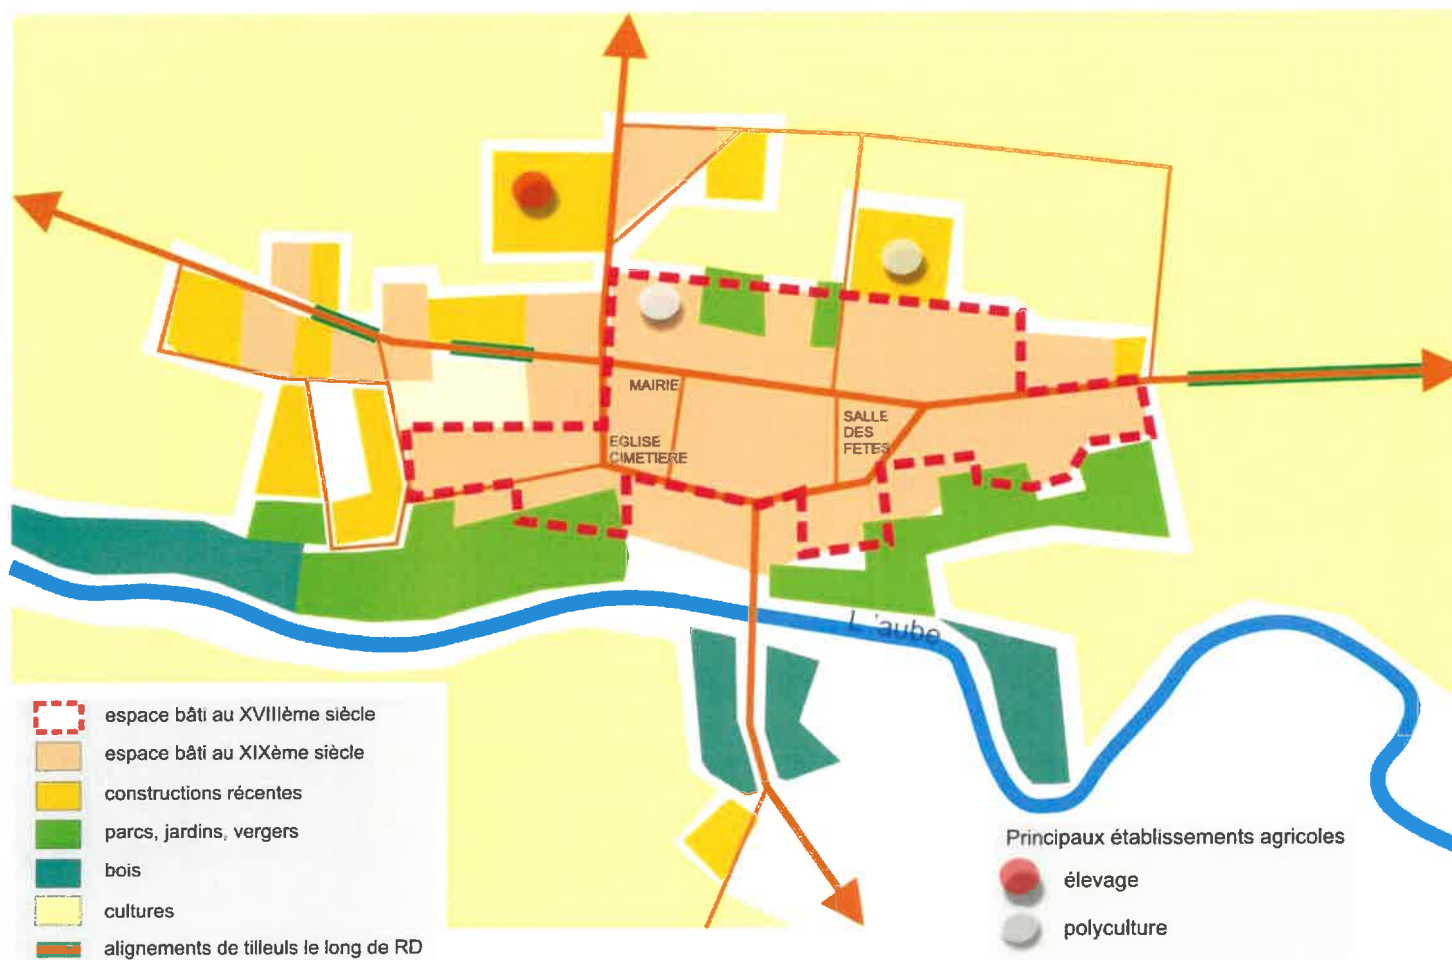 MAIRIE
SALLE
DES
FETES
EGLISE
CIMETIERE
L 'aube
espace bâti au XVIIIème siècle
espace bâti au XIXème siècle
constructions récentes
parcs, jardins, vergers
bois
cultures
alignements de tilleuls le long de RD
Principaux établissements agricoles
élevage
polyculture